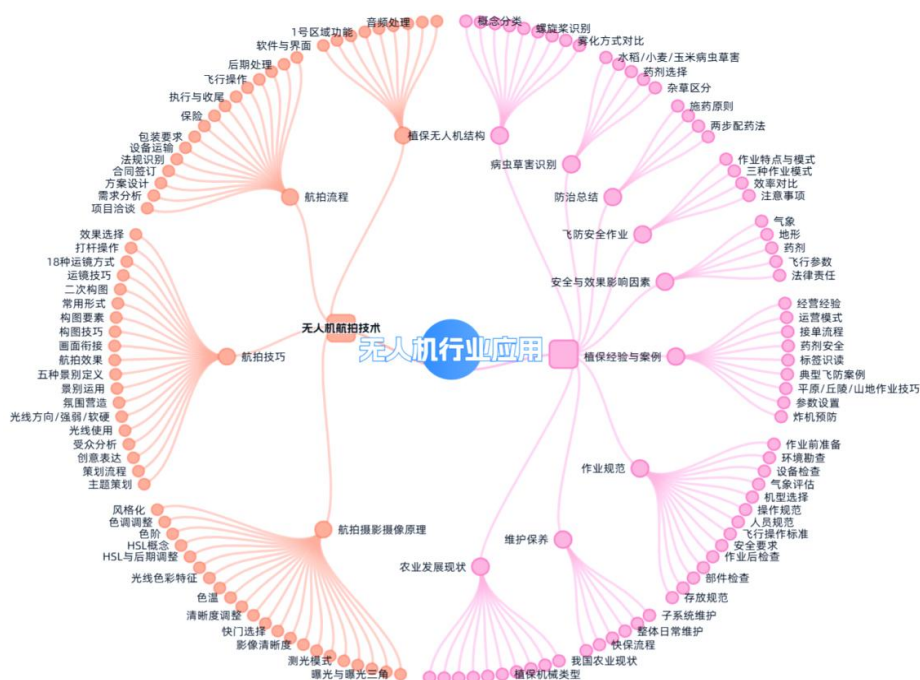 无人机行业应用
无人机航拍技术
音频处理
1号区域功能
软件与界面
后期处理
飞行操作
执行与收尾
保险
包装要求
设备运输
法规识别
合同签订
方案设计
需求分析
项目洽谈
航拍流程
效果选择
打杆操作
18种运镜方式
运镜技巧
二次构图
常用形式
构图要素
构图技巧
画面衔接
航拍效果
五种景别定义
景别运用
氛围营造
光线方向/强弱/软硬
光线使用
受众分析
创意表达
策划流程
主题策划
航拍技巧
风格化
色调调整
色阶
HSL概念
HSL与后期调整
光线色彩特征
色温
清晰度调整
快门选择
影像清晰度
测光模式
曝光与曝光三角
航拍摄影摄像原理
概念分类
螺旋桨识别
雾化方式对比
植保无人机结构
水稻/小麦/玉米病虫草害
药剂选择
杂草区分
病虫草害识别
施药原则
两步配药法
防治总结
作业特点与模式
三种作业模式
效率对比
注意事项
飞防安全作业
气象
地形
药剂
飞行参数
法律责任
安全与效果影响因素
经营经验
运营模式
接单流程
药剂安全
标签识读
典型飞防案例
平原/丘陵/山地作业技巧
参数设置
炸机预防
植保经验与案例
作业前准备
环境勘查
设备检查
气象评估
机型选择
操作规范
人员规范
飞行操作标准
安全要求
作业后检查
部件检查
存放规范
作业规范
子系统维护
整体日常维护
快保流程
维护保养
我国农业现状
植保机械类型
农业发展现状